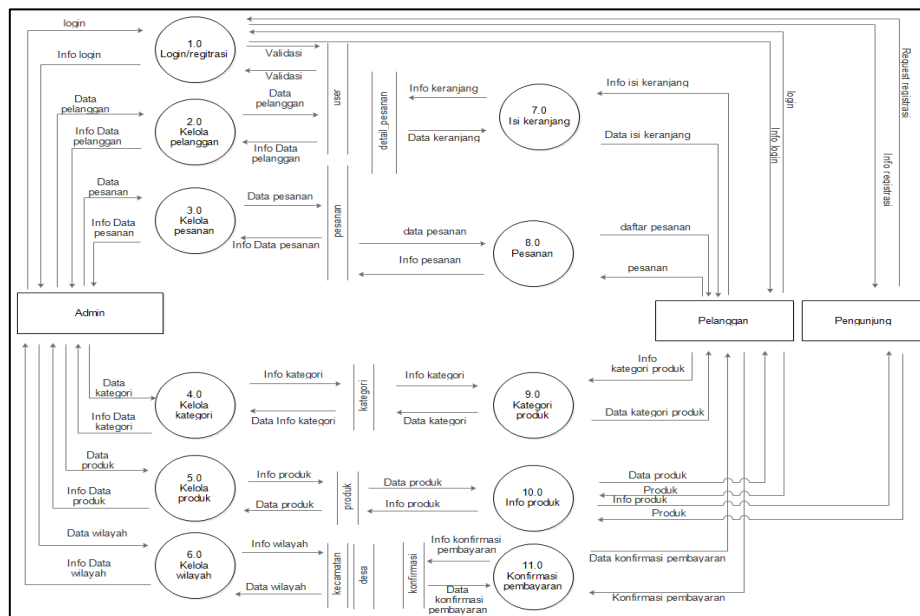 login
1.0
Login/regitrasi
Info login
Validasi
Validasi
Request registrasi
login
Info login
Info registrasi
user
Data
pelanggan
Info Data
pelanggan
2.0
Kelola
pelanggan
Data
pelanggan
Info Data
pelanggan
detail_pesanan
Info keranjang
Data keranjang
7.0
Isi keranjang
Info isi keranjang
Data isi keranjang
Data
pesanan
Info Data
pesanan
3.0
Kelola
pesanan
Data pesanan
Info Data pesanan
pesanan
data pesanan
Info pesanan
8.0
Pesanan
daftar pesanan
pesanan
Admin
Pelanggan
Pengunjung
Data
kategori
Info Data
kategori
4.0
Kelola
kategori
Info kategori
Data Info kategori
kategori
Info kategori
Data kategori
9.0
Kategori
produk
Info
kategori produk
Data kategori produk
Data
produk
Info Data
produk
5.0
Kelola
produk
Info produk
Data produk
produk
Data produk
Info produk
10.0
Info produk
Data produk
Produk
Info produk
Produk
Data wilayah
Info Data
wilayah
6.0
Kelola
wilayah
Info wilayah
Data wilayah
kecamatan
desa
konfirmasi
Info konfirmasi
pembayaran
Data
konfirmasi
pembayaran
11.0
Konfirmasi
pembayaran
Data konfirmasi pembayaran
Konfirmasi pembayaran